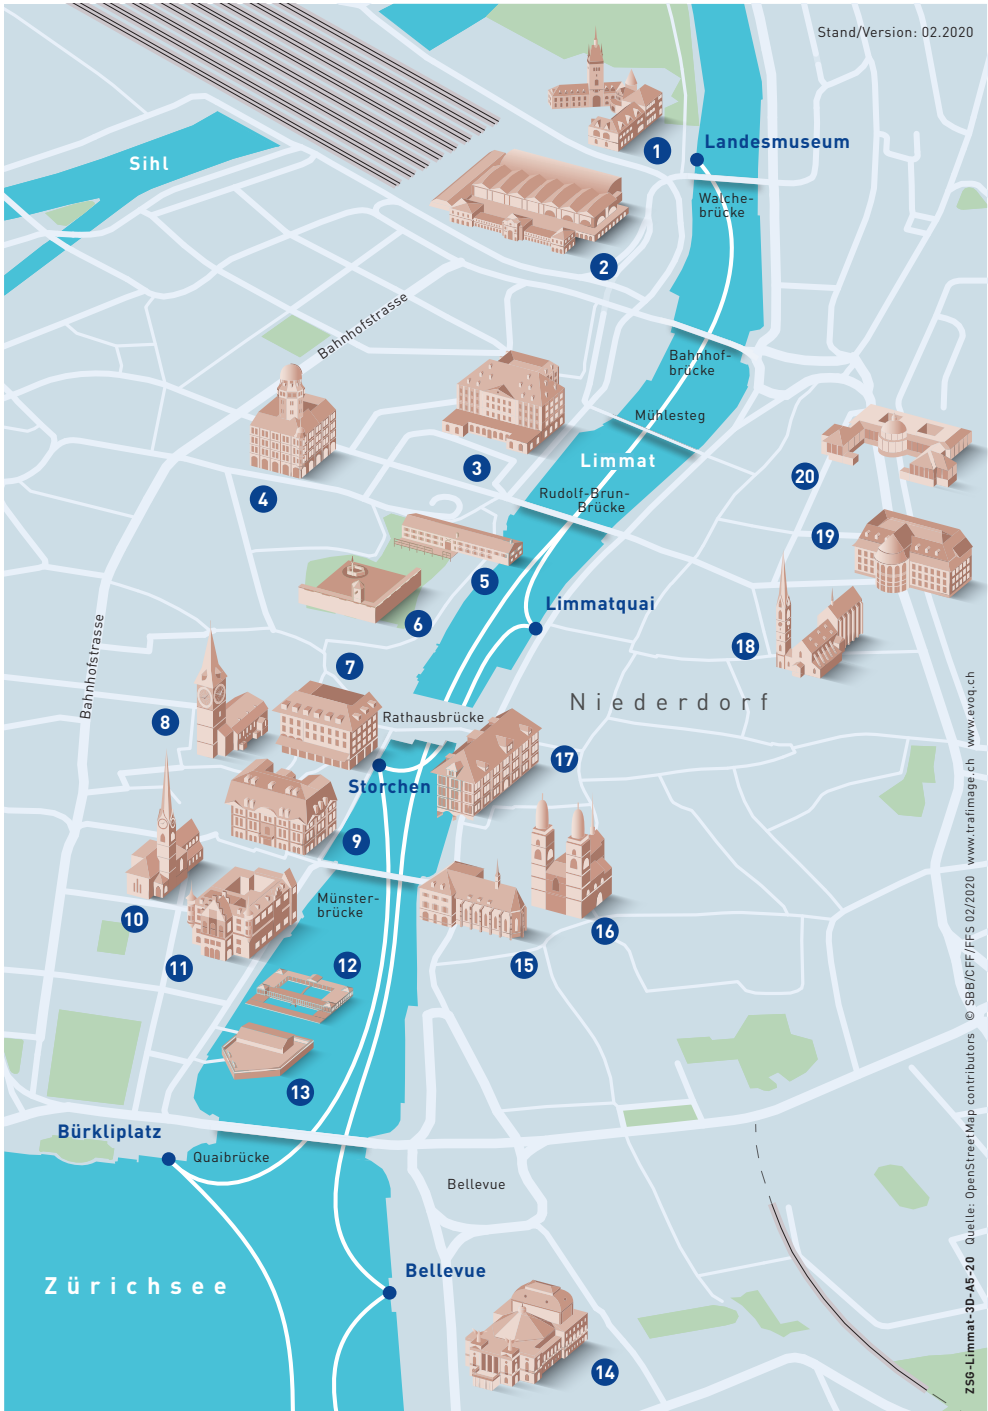 Stand/Version: 02.2020
Landesmuseum
1
Sihl
Walche-
brücke
2
Bahnhofstrasse
Bahnhof-
brücke
Mühlesteg
3
Limmat
20
4
Rudolf-Brun-
Brücke
19
5
Limmatquai
6
18
Bahnhofstrasse
7
Niederdorf
8
Rathausbrücke
17
Storchen
9
Münster-
brücke
10
16
11
12
15
13
Bürkliplatz
Quaibrücke
Bellevue
Bellevue
Zürichsee
14
ZSG-Limmat-3D-A5-20 Quelle: OpenStreetMap contributors © SBB/CFF/FFS 02/2020 www.trafimage.ch www.evoq.ch